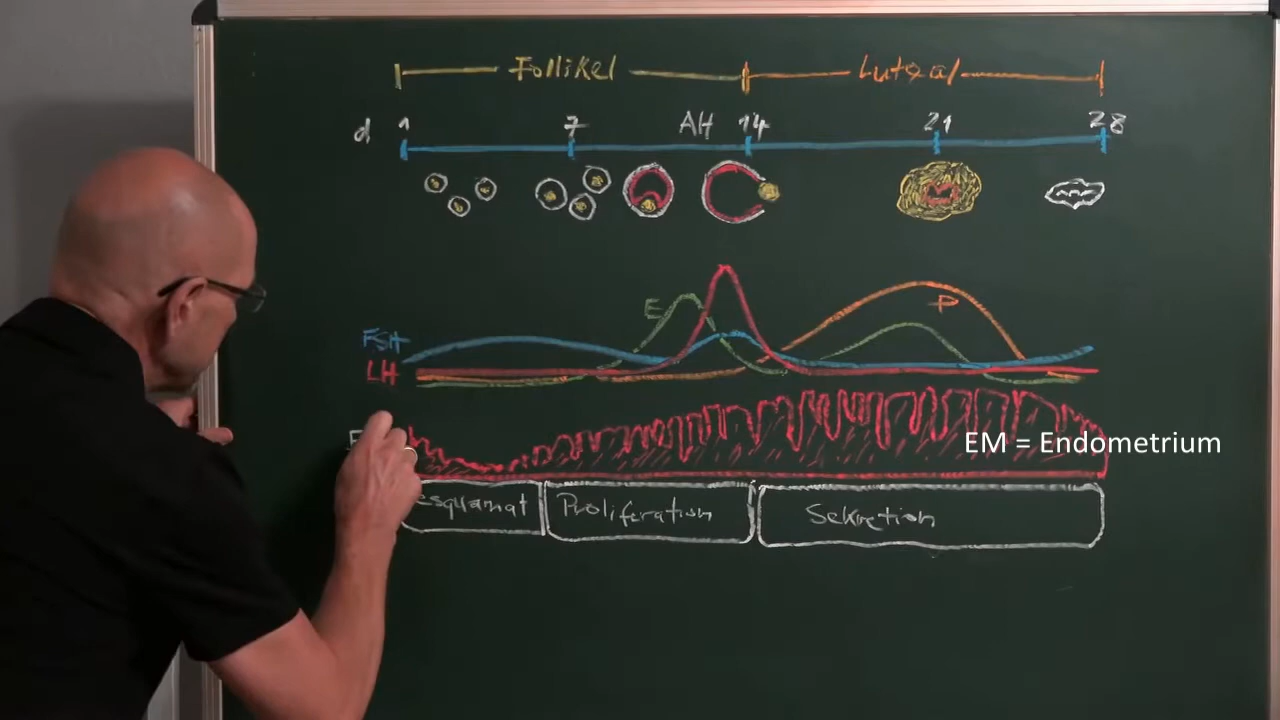 Follikel Luteal
d 1 7 AH 14 21 28
E P
FSH
LH
EM = Endometrium
esquamat Proliferation Sekretion